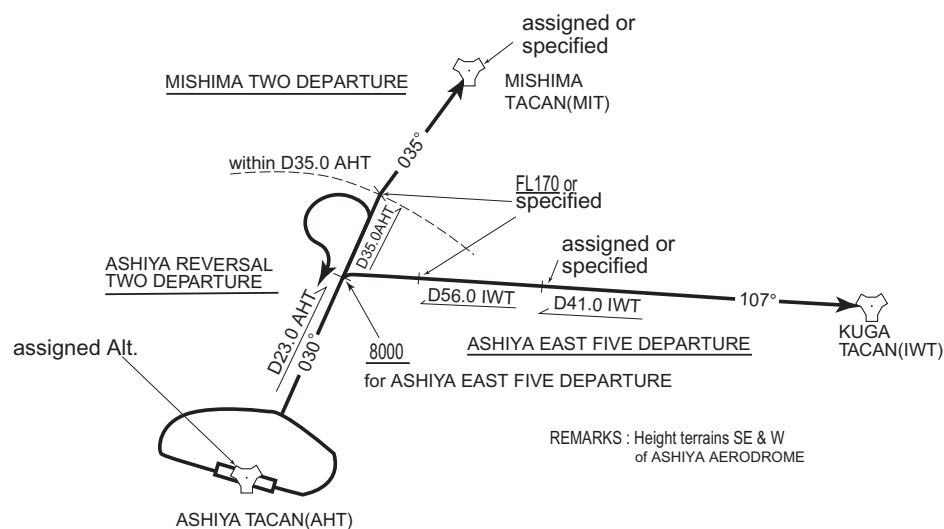 assigned or
specified
MISHIMA TWO DEPARTURE
MISHIMA
TACAN(MIT)
035°
within D35.0 AHT
FL170 or
specified
D35.0AHT
assigned or
specified
ASHIYA REVERSAL
TWO DEPARTURE
D56.0 IWT
D41.0 IWT
107°
D23.0 AHT
030°
KUGA
TACAN(IWT)
ASHIYA EAST FIVE DEPARTURE
assigned Alt.
8000
for ASHIYA EAST FIVE DEPARTURE
REMARKS : Height terrains SE & W
of ASHIYA AERODROME
ASHIYA TACAN(AHT)